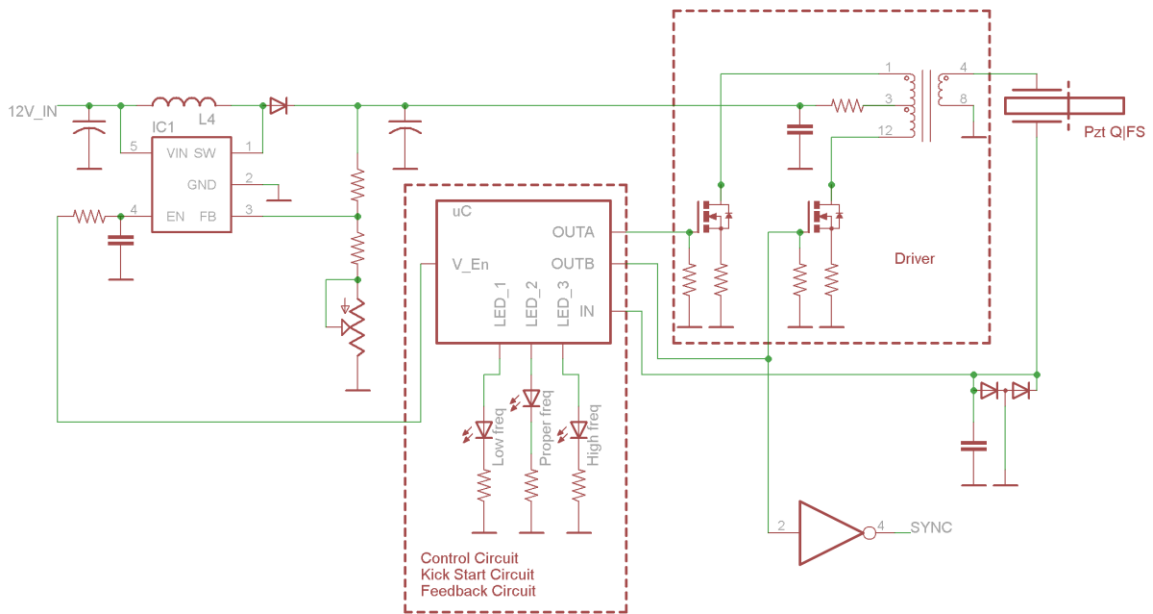 12V_IN
L4
IC1
5 VIN SW 1
GND 2
4 EN FB 3
uC
OUTA
V_En
OUTB
IN
LED_1
LED_2
LED_3
Low freq
Proper freq
High freq
Control Circuit
Kick Start Circuit
Feedback Circuit
1
3
12
4
8
Driver
Pzt Q|FS
2
4
SYNC